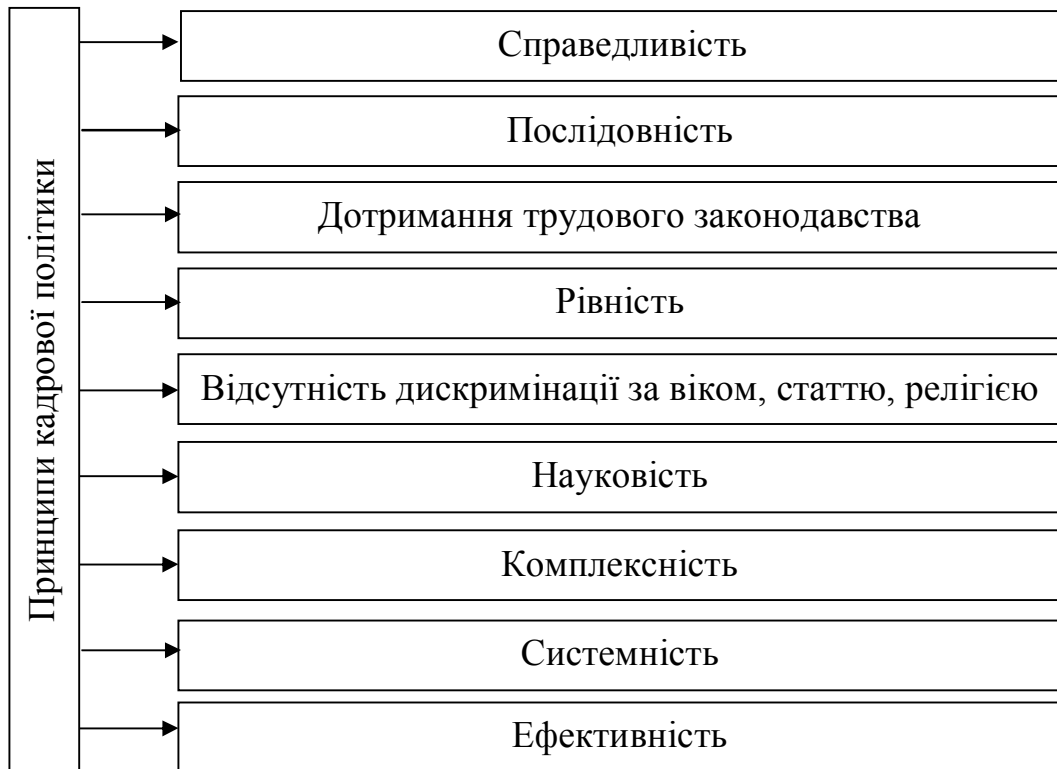 Принципи кадрової політики
Справедливість
Послідовність
Дотримання трудового законодавства
Рівність
Відсутність дискримінації за віком, статтю, релігією
Науковість
Комплексність
Системність
Ефективність